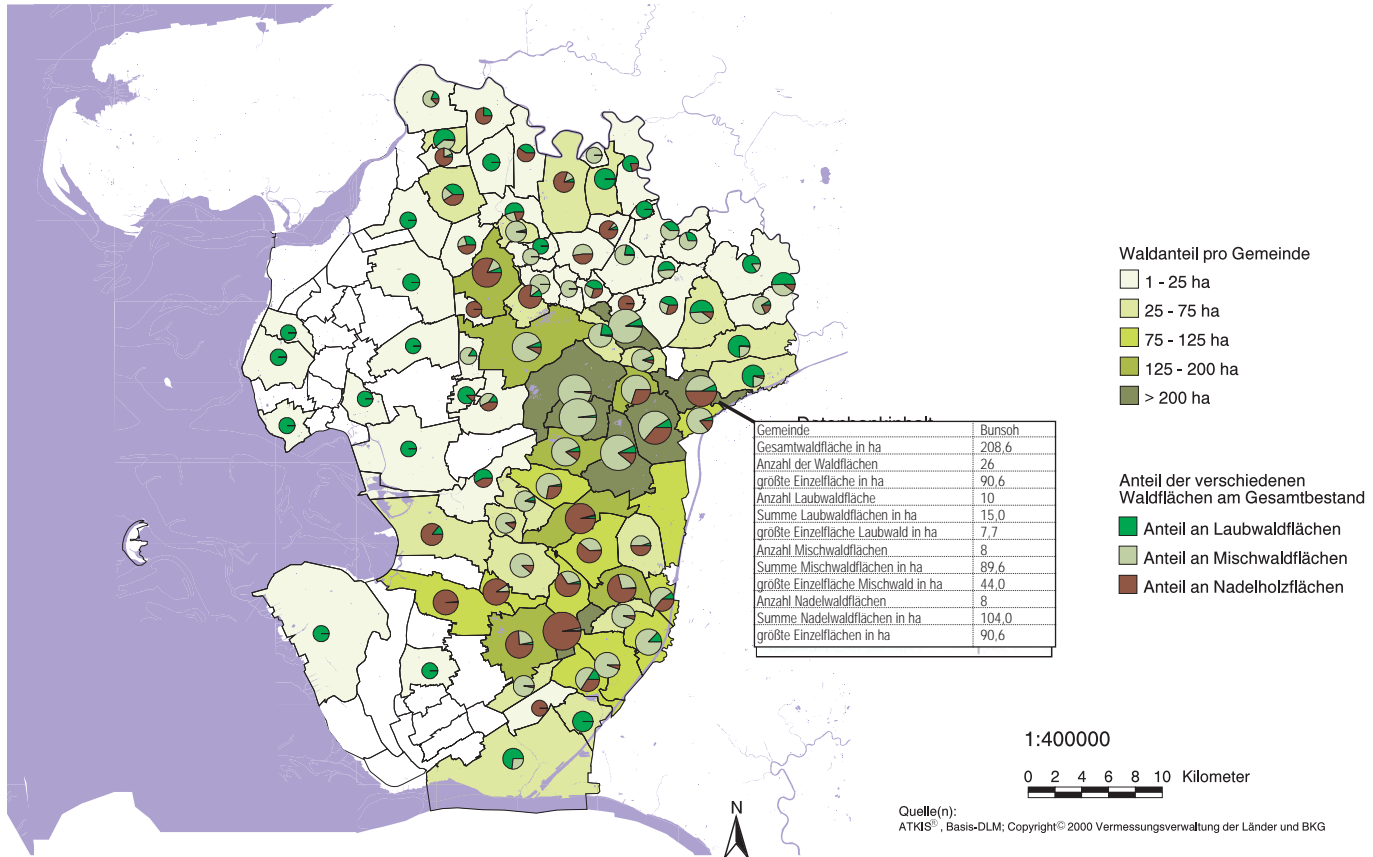 Waldanteil pro Gemeinde
1 - 25 ha
25 - 75 ha
75 - 125 ha
125 - 200 ha
> 200 ha
Datenbankinhalt
Gemeinde Bunsoh
Gesamtwaldfläche in ha 208,6
Anzahl der Waldflächen 26
größte Einzelfläche in ha 90,6
Anzahl Laubwaldfläche 10
Summe Laubwaldflächen in ha 15,0
größte Einzelfläche Laubwald in ha 7,7
Anzahl Mischwaldflächen 8
Summe Mischwaldflächen in ha 89,6
größte Einzelfläche Mischwald in ha 44,0
Anzahl Nadelwaldflächen 8
Summe Nadelwaldflächen in ha 104,0
größte Einzelflächen in ha 90,6
Anteil der verschiedenen
Waldflächen am Gesamtbestand
Anteil an Laubwaldflächen
Anteil an Mischwaldflächen
Anteil an Nadelholzflächen
1:400000
0 2 4 6 8 10 Kilometer
N
Quelle(n):
ATKIS® , Basis-DLM; Copyright© 2000 Vermessungsverwaltung der Länder und BKG